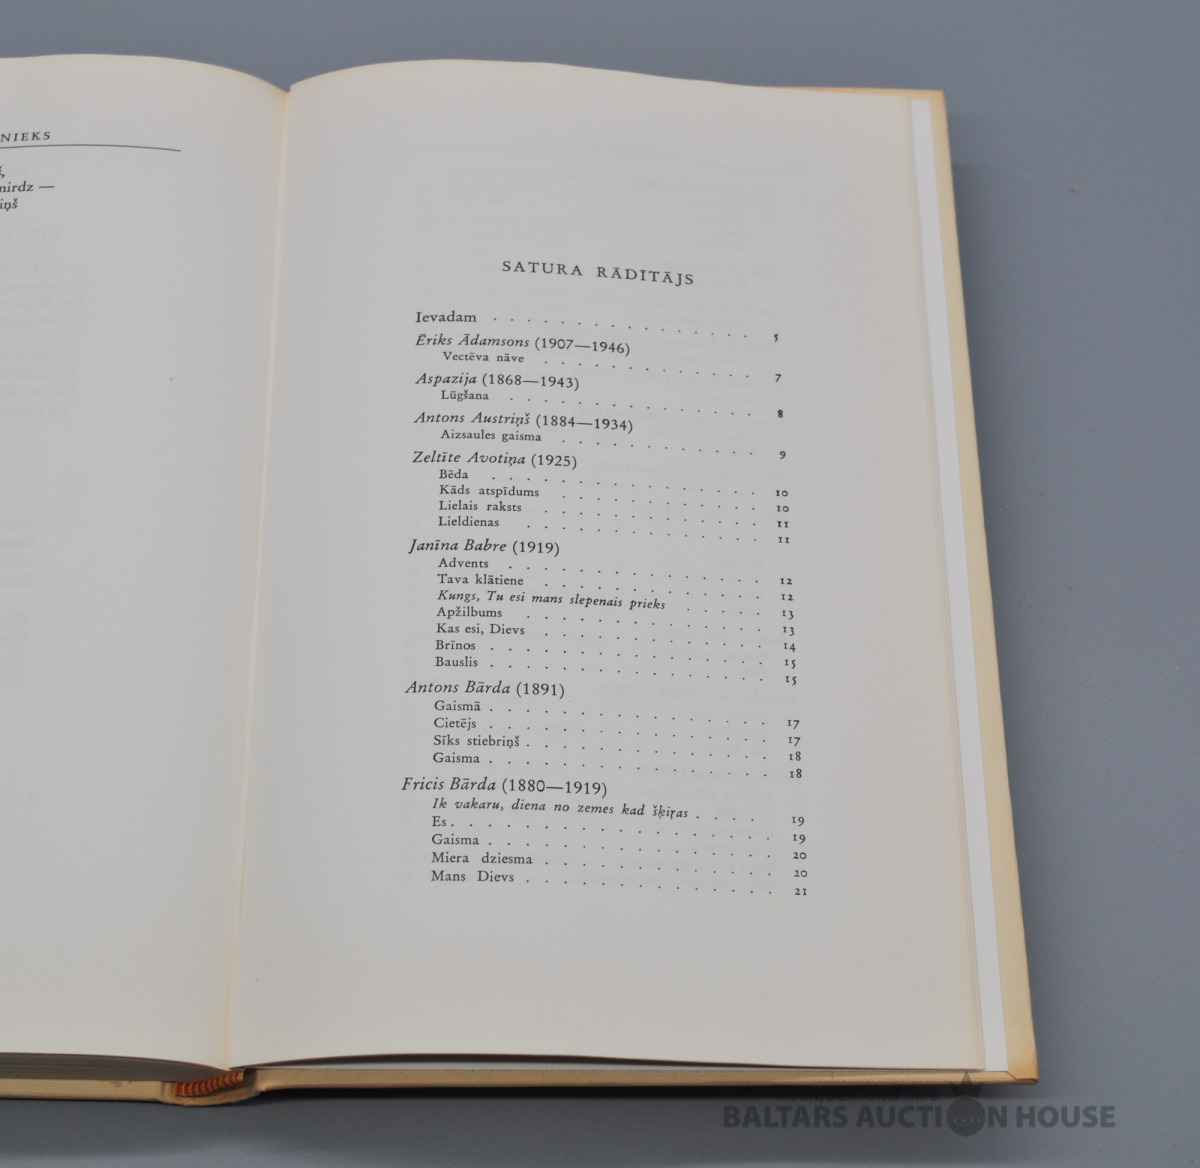 NIEKS
mirdz —
iņš
SATURA RĀDITĀJS
Ievadam . . . . . . . . . . . . . . . 5
Ēriks Ādamsons (1907—1946)
Vectēva nāve . . . . . . . . . . . . 7
Aspazija (1868—1943)
Lūgšana . . . . . . . . . . . . . . 8
Antons Austriņš (1884—1934)
Aizsaules gaisma . . . . . . . . . . . 9
Zeltīte Avotiņa (1925)
Bēda . . . . . . . . . . . . . . . 10
Kāds atspīdums . . . . . . . . . . . 10
Lielais raksts . . . . . . . . . . . . 11
Lieldienas . . . . . . . . . . . . . 11
Janīna Babre (1919)
Advents . . . . . . . . . . . . . . 12
Tava klātiene . . . . . . . . . . . . 12
Kungs, Tu esi mans slepenais prieks . . . . . 13
Apžilbums . . . . . . . . . . . . . 13
Kas esi, Dievs . . . . . . . . . . . . 14
Brīnos . . . . . . . . . . . . . . . 15
Bauslis . . . . . . . . . . . . . . . 15
Antons Bārda (1891)
Gaismā . . . . . . . . . . . . . . . 17
Cietējs . . . . . . . . . . . . . . . 17
Sīks stiebriņš . . . . . . . . . . . . . 18
Gaisma . . . . . . . . . . . . . . . 18
Fricis Bārda (1880—1919)
Ik vakaru, diena no zemes kad šķiŗas . . . . 19
Es . . . . . . . . . . . . . . . . . 19
Gaisma . . . . . . . . . . . . . . . 20
Miera dziesma . . . . . . . . . . . . 20
Mans Dievs . . . . . . . . . . . . . 21
BALTARS AUCTION HOUSE